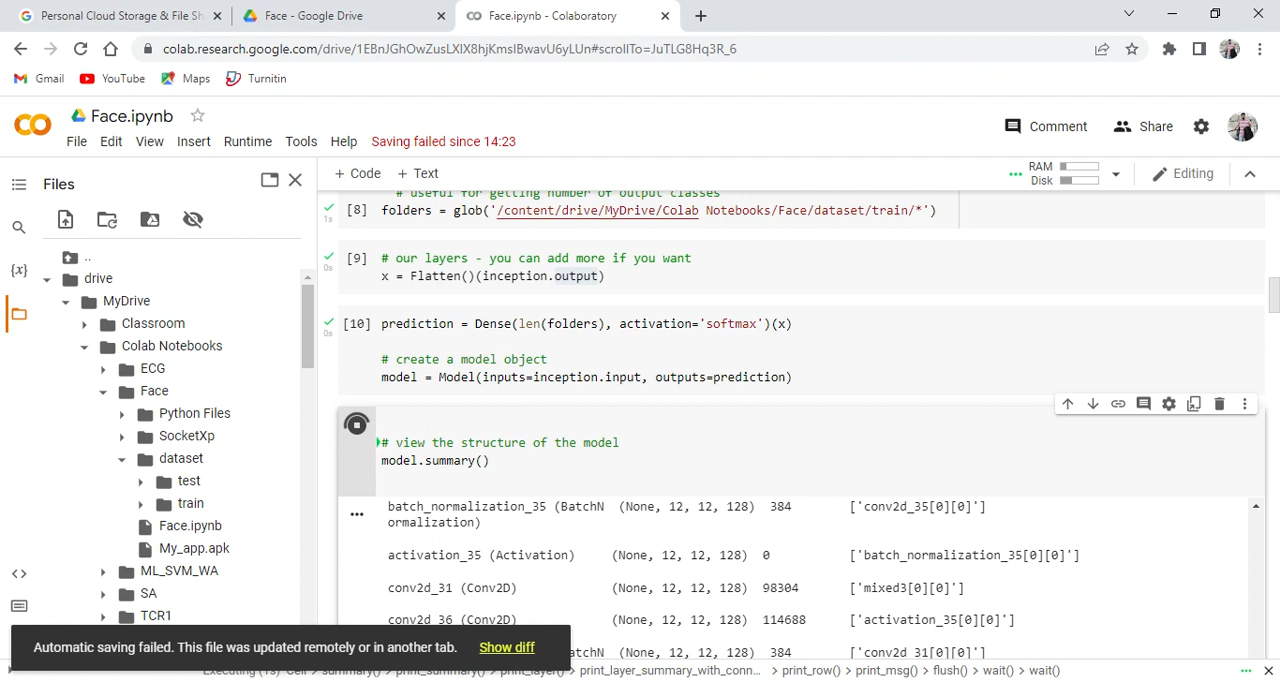 Personal Cloud Storage & File Sh
Face - Google Drive
Face.ipynb - Colaboratory
colab.research.google.com/drive/1EBnJGhOwZusLXIX8hjKmsIBwavU6yLUn#scrollTo=JuTLG8Hq3R_6
Gmail YouTube Maps Turnitin
Face.ipynb
File Edit View Insert Runtime Tools Help Saving failed since 14:23
Comment Share
Files
+ Code + Text
RAM
Disk
Editing
..
drive
MyDrive
Classroom
Colab Notebooks
ECG
Face
Python Files
SocketXp
dataset
test
train
Face.ipynb
My_app.apk
ML_SVM_WA
SA
TCR1
{x}
# useful for getting number of output classes
[8] folders = glob('/content/drive/MyDrive/Colab Notebooks/Face/dataset/train/*')
1s
[9] # our layers - you can add more if you want
0s
x = Flatten()(inception.output)
[10] prediction = Dense(len(folders), activation='softmax')(x)
0s
# create a model object
model = Model(inputs=inception.input, outputs=prediction)
# view the structure of the model
model.summary()
batch_normalization_35 (BatchN (None, 12, 12, 128) 384 ['conv2d_35[0][0]']
ormalization)
activation_35 (Activation) (None, 12, 12, 128) 0 ['batch_normalization_35[0][0]']
conv2d_31 (Conv2D) (None, 12, 12, 128) 98304 ['mixed3[0][0]']
conv2d_36 (Conv2D) (None, 12, 12, 128) 114688 ['activation_35[0][0]']
atchN (None, 12, 12, 128) 384 ['conv2d_31[0][0]']
Automatic saving failed. This file was updated remotely or in another tab. Show diff
Executing (1s) Cell > summary() > print_summary() > print_layer() > print_layer_summary_with_conn... > print_row() > print_msg() > flush() > wait() > wait()